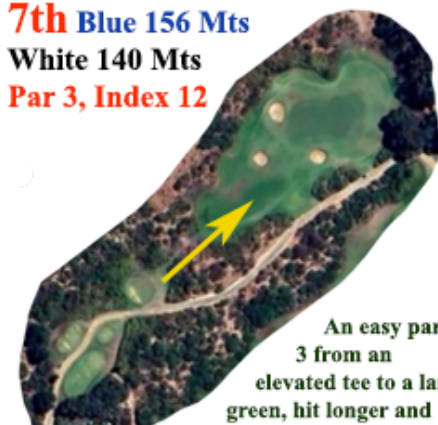 7th Blue 156 Mts
White 140 Mts
Par 3, Index 12
An easy par
3 from an
elevated tee to a
green, hit longer and